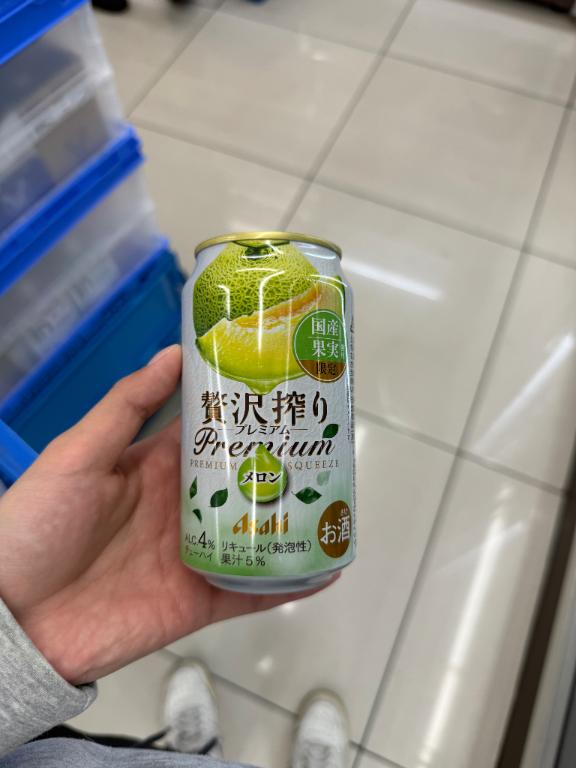 国産
果実
限定
贅沢搾り
プレミアム
Premium
PREMIUM SQUEEZE
メロン
Asahi
お酒
ALC.4%
チューハイ
リキュール(発泡性)
果汁5%